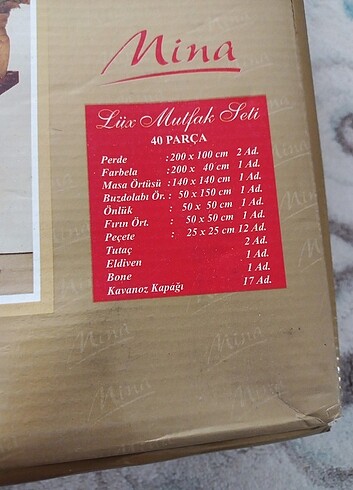 Mina
Lüx Mutfak Seti
40 PARÇA
Perde : 200 x 100 cm 2 Ad.
Farbela : 200 x 40 cm 1 Ad.
Masa Örtüsü : 140 x 140 cm 1 Ad.
Buzdolabı Ör. : 50 x 150 cm 1 Ad.
Önlük : 50 x 50 cm 1 Ad.
Fırın Ört. : 50 x 50 cm 1 Ad.
Peçete : 25 x 25 cm 12 Ad.
Tutaç 2 Ad.
Eldiven 1 Ad.
Bone 1 Ad.
Kavanoz Kapağı 17 Ad.
Mina
Mina